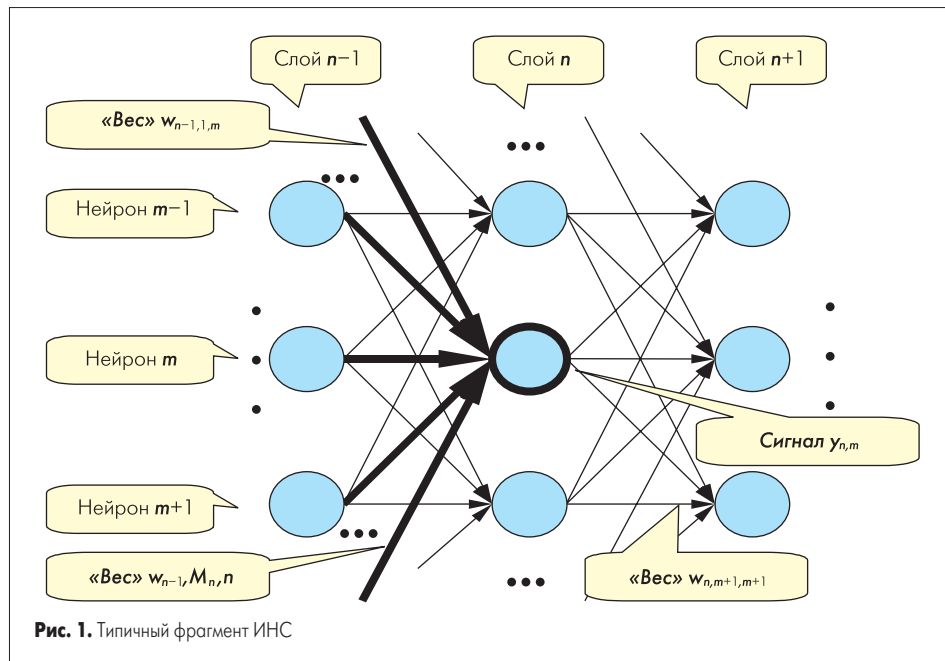 Слой n−1
Слой n
Слой n+1
«Вес» wn−1,1,m
Нейрон m−1
Нейрон m
Сигнал yn,m
Нейрон m+1
«Вес» wn−1,Mn,n
«Вес» wn,m+1,m+1
Рис. 1. Типичный фрагмент ИНС